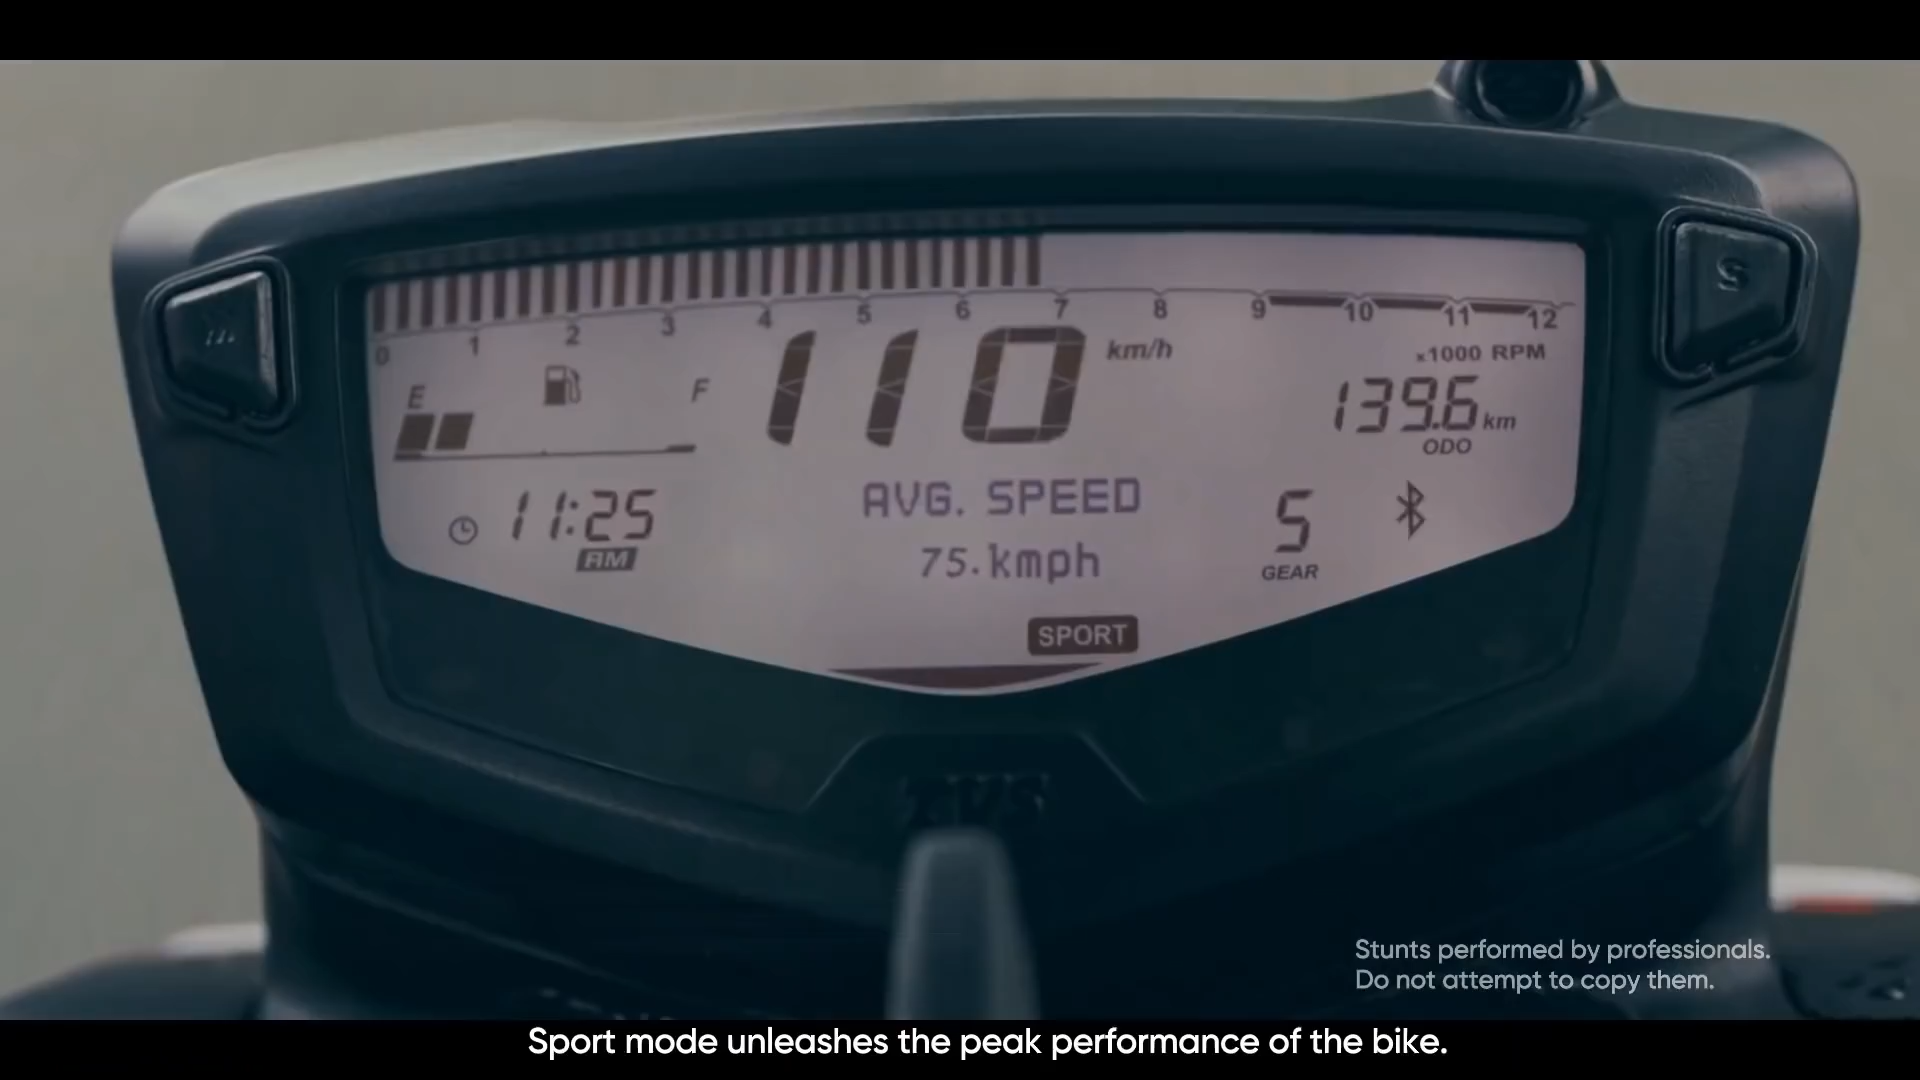 0 1 2 3 4 5 6 7 8 9 10 11 12
x1000 RPM
E F
110 km/h
139.6 km
ODO
11:25
AM
AVG. SPEED
75.kmph
5
GEAR
SPORT
TVS
Stunts performed by professionals.
Do not attempt to copy them.
Sport mode unleashes the peak performance of the bike.